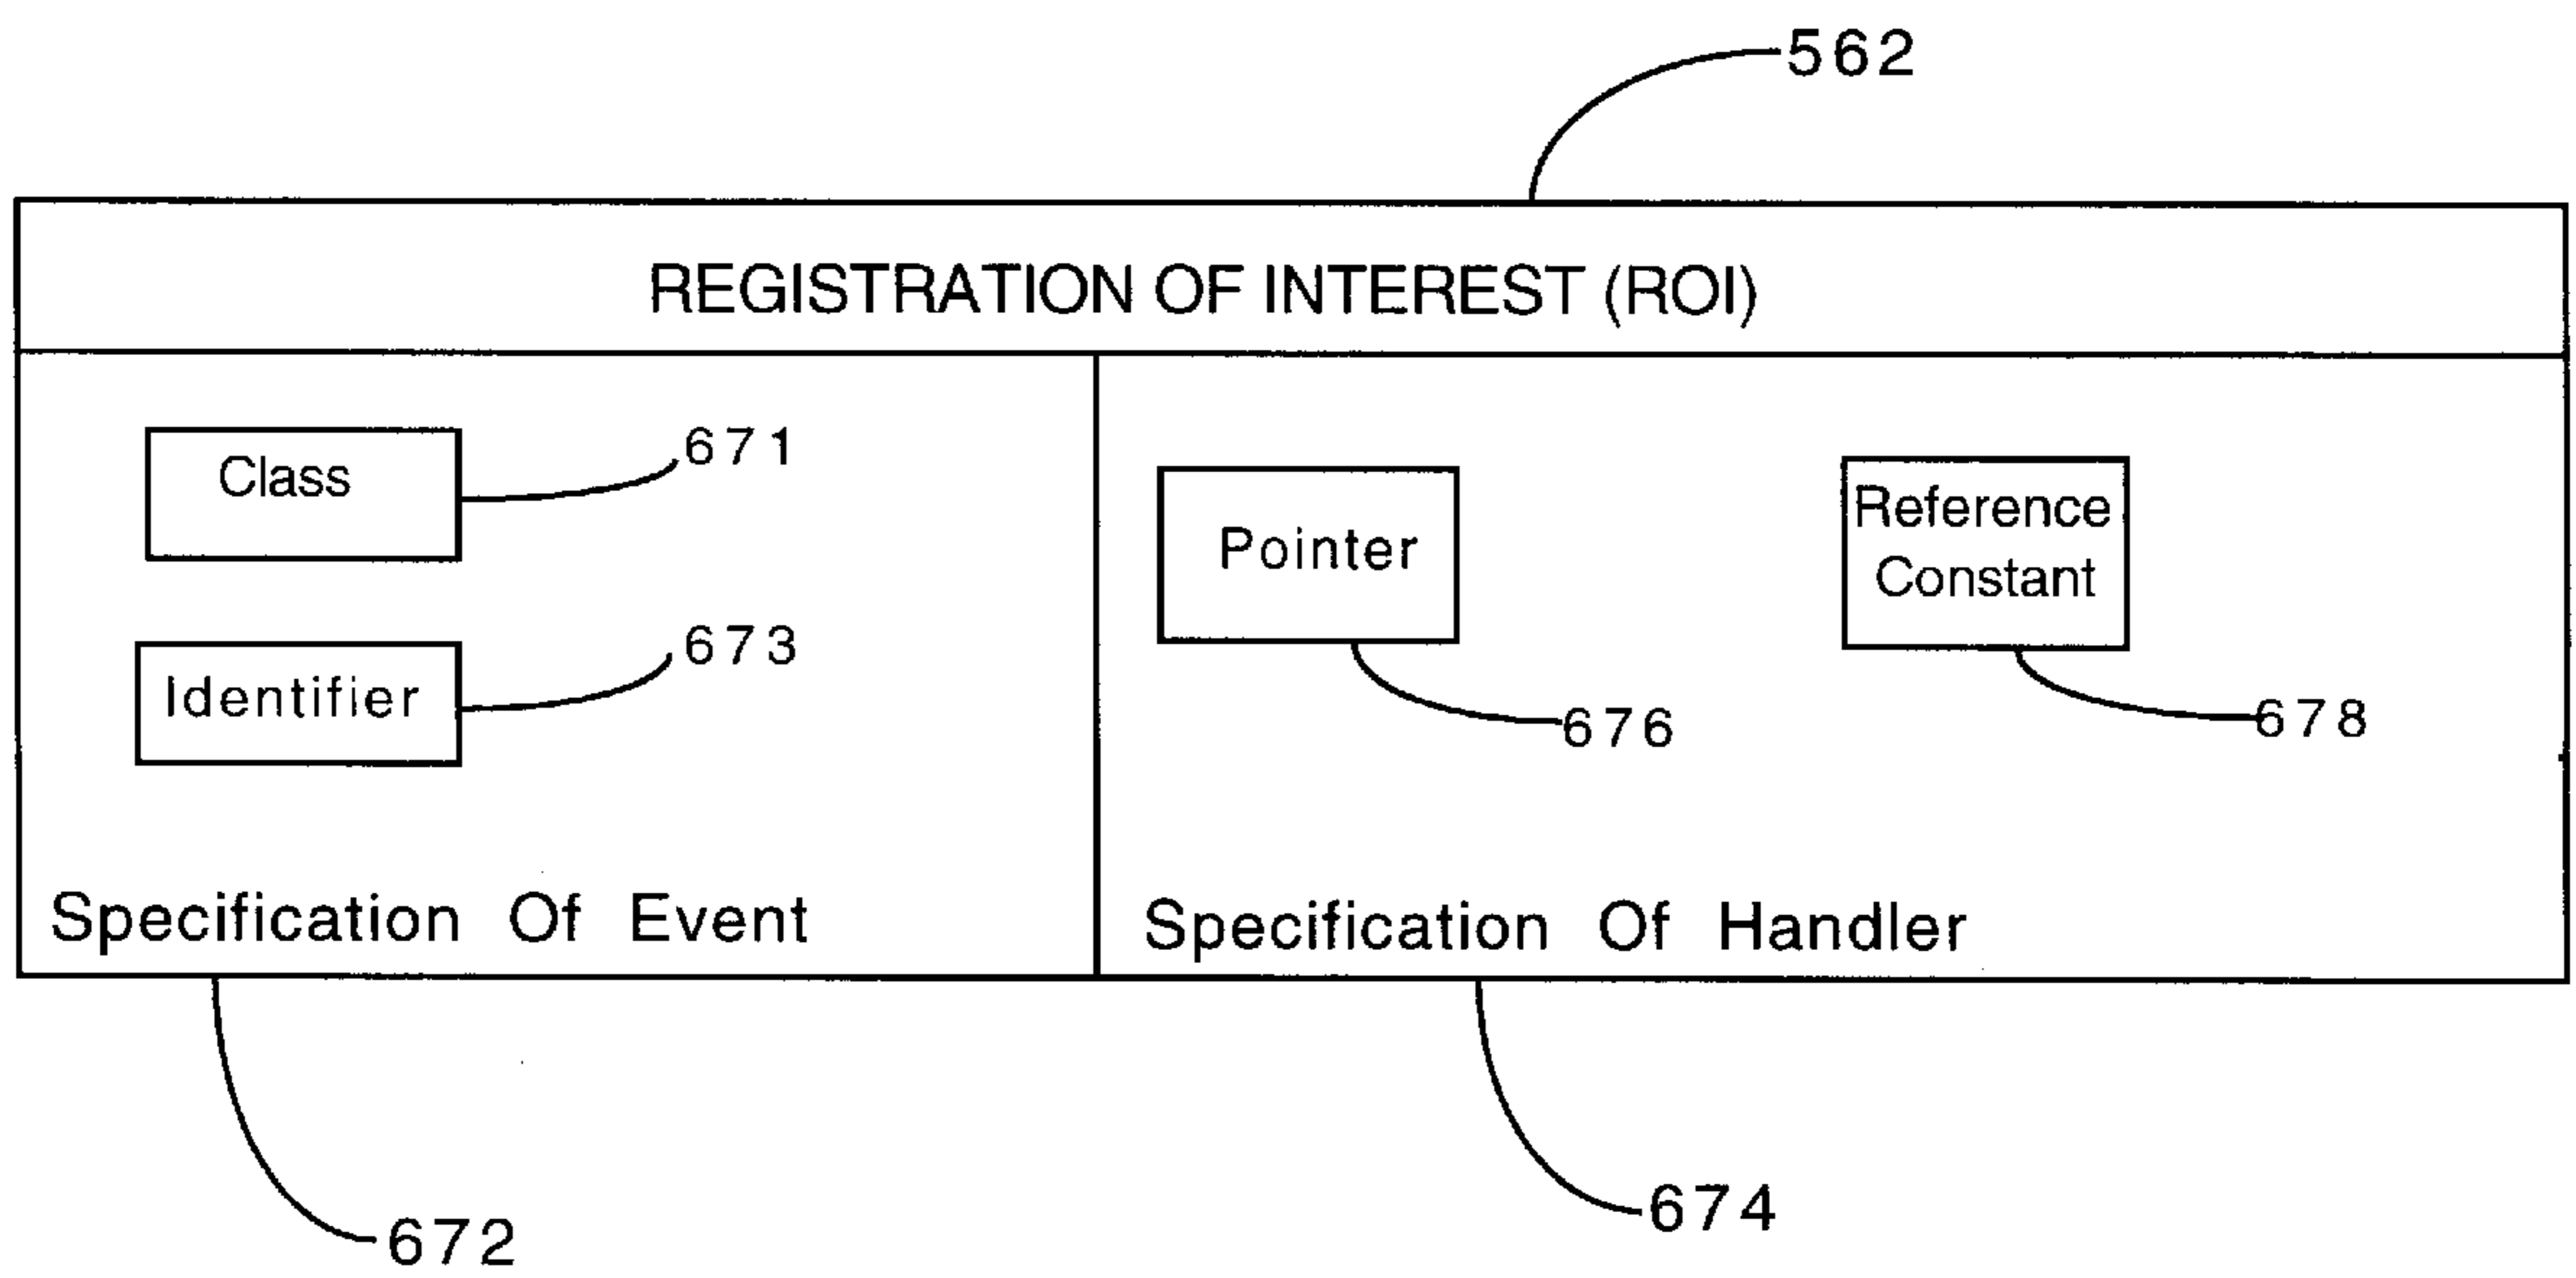 562
REGISTRATION OF INTEREST (ROI)
Class
671
Identifier
673
Specification Of Event
672
Pointer
676
Reference
Constant
678
Specification Of Handler
674